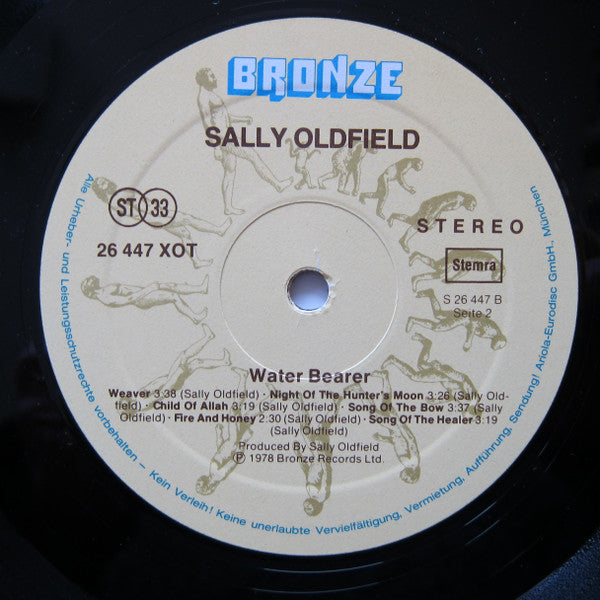 BRONZE
SALLY OLDFIELD
ST 33
26 447 XOT
STEREO
Stemra
S 26 447 B
Seite 2
Water Bearer
Weaver 3:38 (Sally Oldfield) · Night Of The Hunter's Moon 3:26 (Sally Old-
field) · Child Of Allah 3:19 (Sally Oldfield) · Song Of The Bow 3:37 (Sally
Oldfield) · Fire And Honey 2:30 (Sally Oldfield) · Song Of The Healer 3:19
(Sally Oldfield)
Produced By Sally Oldfield
Ⓟ 1978 Bronze Records Ltd.
Alle Urheber- und Leistungsschutzrechte vorbehalten – Kein Verleih! Keine unerlaubte Vervielfältigung, Vermietung, Aufführung, Sendung! Ariola-Eurodisc GmbH., München